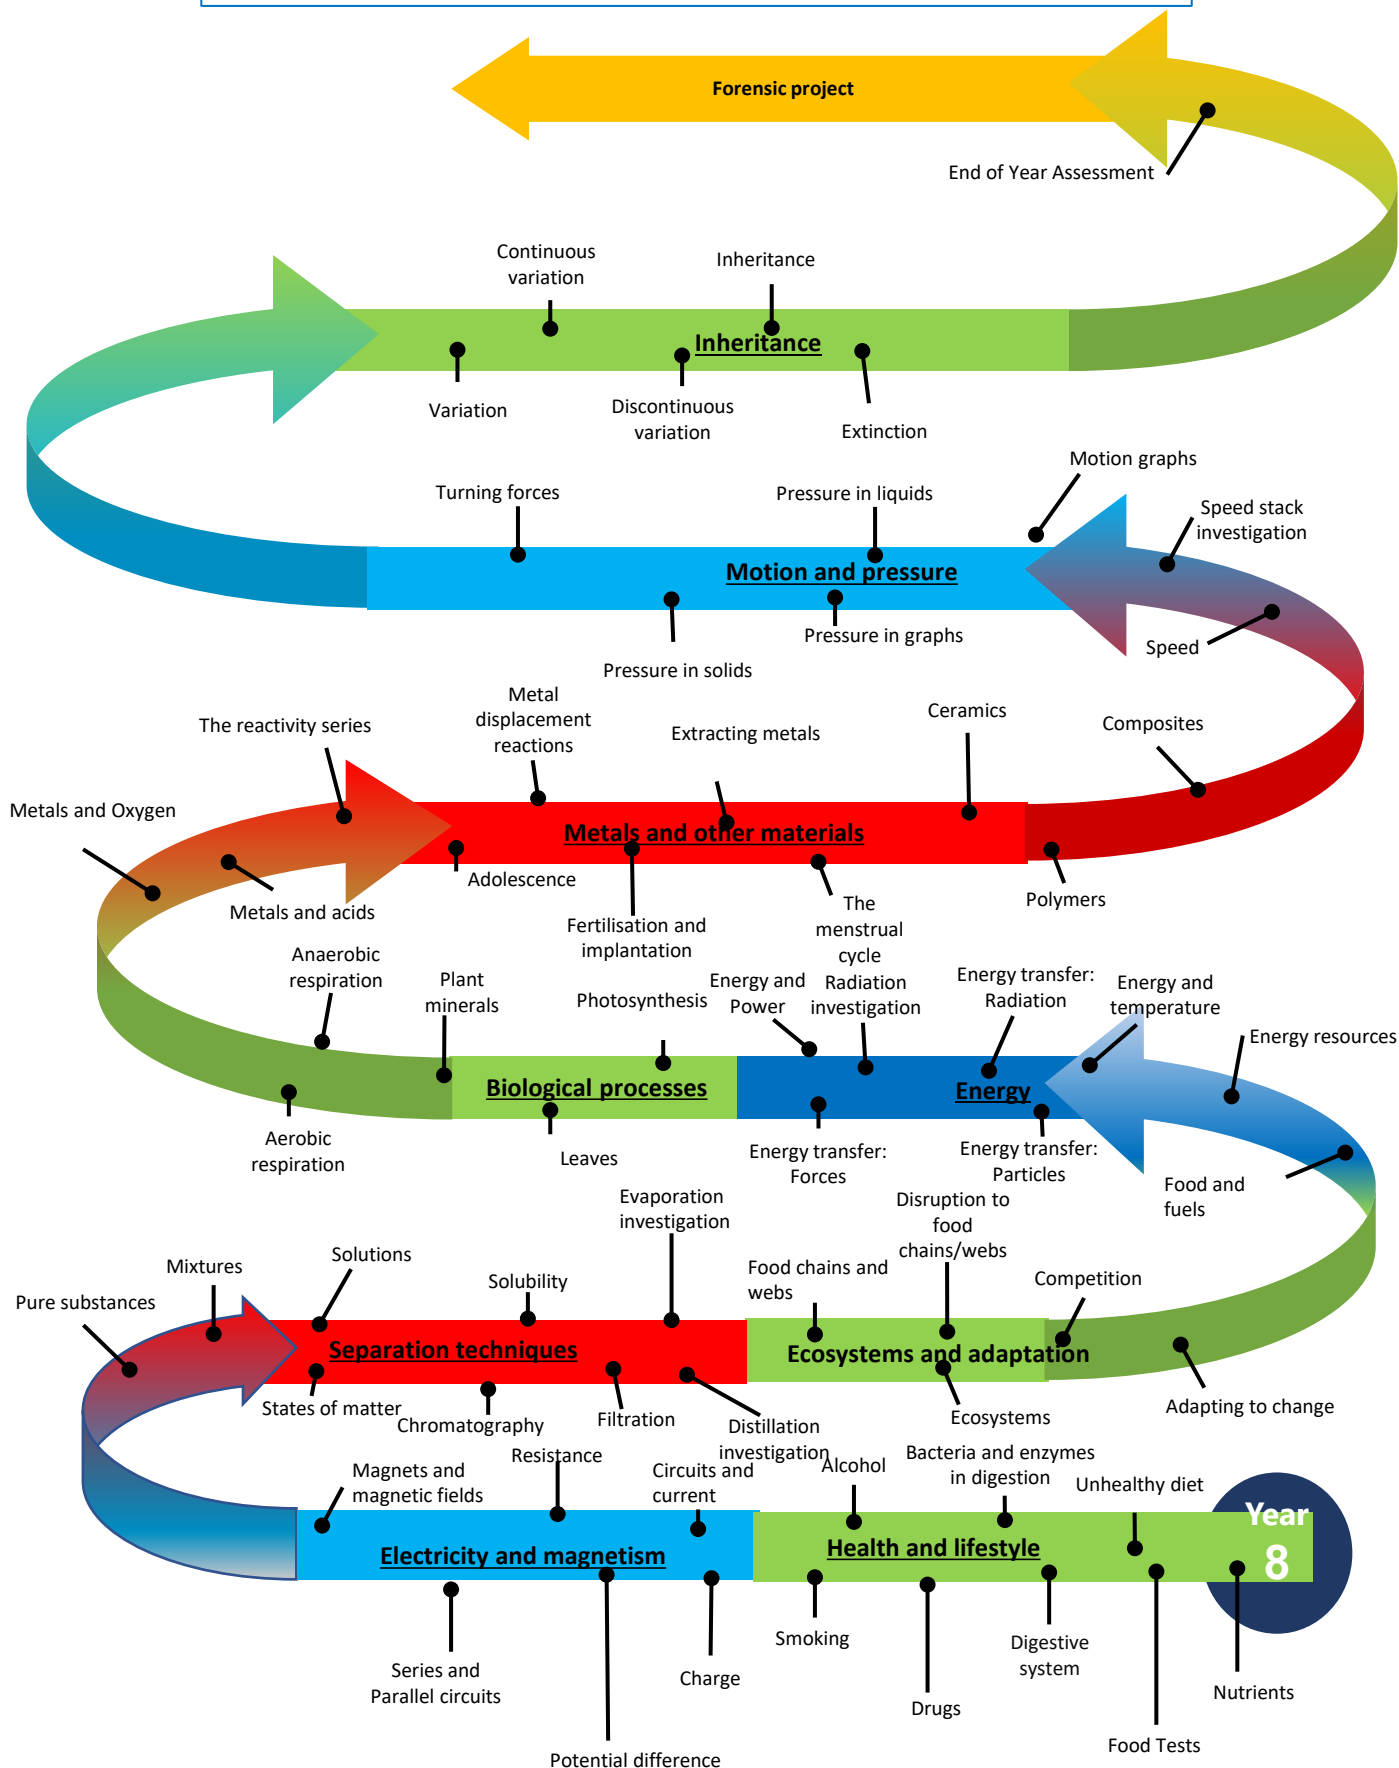 Forensic project
End of Year Assessment
Continuous
variation
Inheritance
Inheritance
Variation
Discontinuous
variation
Extinction
Motion graphs
Turning forces
Pressure in liquids
Speed stack
investigation
Motion and pressure
Pressure in graphs
Speed
Pressure in solids
Metal
displacement
reactions
The reactivity series
Extracting metals
Ceramics
Composites
Metals and Oxygen
Metals and other materials
Adolescence
Metals and acids
Fertilisation and
implantation
The
menstrual
cycle
Polymers
Anaerobic
respiration
Plant
minerals
Photosynthesis
Energy and
Power
Radiation
investigation
Energy transfer:
Radiation
Energy and
temperature
Energy resources
Biological processes
Energy
Aerobic
respiration
Leaves
Energy transfer:
Forces
Energy transfer:
Particles
Food and
fuels
Evaporation
investigation
Disruption to
food
chains/webs
Mixtures
Solutions
Solubility
Food chains and
webs
Competition
Pure substances
Separation techniques
Ecosystems and adaptation
States of matter
Chromatography
Filtration
Distillation
investigation
Ecosystems
Adapting to change
Magnets and
magnetic fields
Resistance
Circuits and
current
Alcohol
Bacteria and enzymes
in digestion
Unhealthy diet
Year
8
Electricity and magnetism
Health and lifestyle
Series and
Parallel circuits
Charge
Smoking
Drugs
Digestive
system
Nutrients
Potential difference
Food Tests